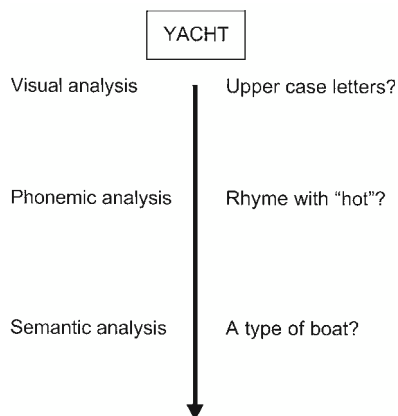 YACHT
Visual analysis Upper case letters?
Phonemic analysis Rhyme with “hot”?
Semantic analysis A type of boat?